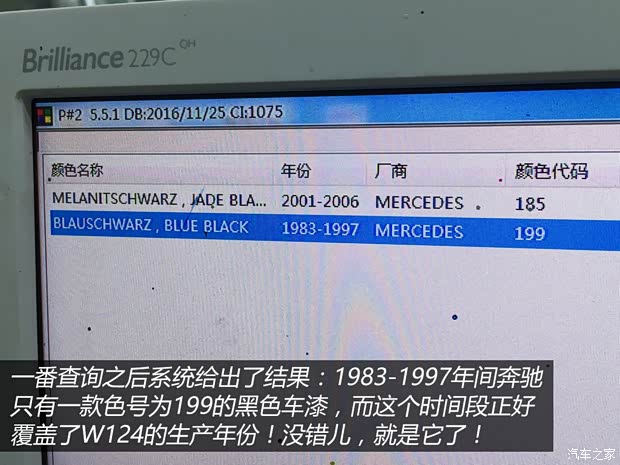 Brilliance 229C QH
P#2 5.5.1 DB:2016/11/25 CI:1075
颜色名称 年份 厂商 颜色代码
MELANITSCHWARZ , JADE BLA... 2001-2006 MERCEDES 185
BLAUSCHWARZ , BLUE BLACK 1983-1997 MERCEDES 199
一番查询之后系统给出了结果：1983-1997年间奔驰
只有一款色号为199的黑色车漆，而这个时间段正好
覆盖了W124的生产年份！没错儿，就是它了！
汽车之家